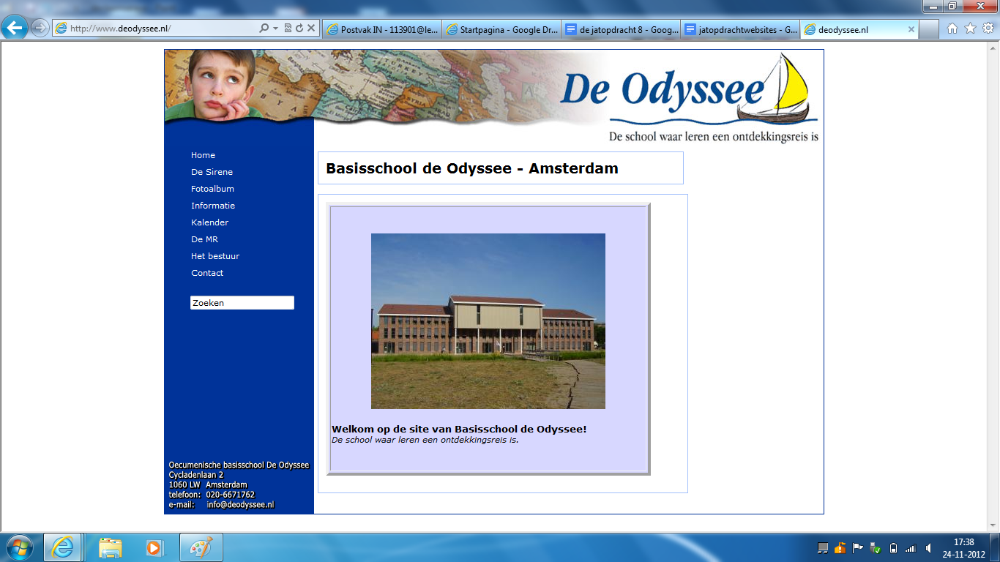 http://www.deodyssee.nl/
Postvak IN - 113901@le...
Startpagina - Google Dr...
de jatopdracht 8 - Goog...
jatopdrachtwebsites - G...
deodyssee.nl
De Odyssee
De school waar leren een ontdekkingsreis is
Home
De Sirene
Fotoalbum
Informatie
Kalender
De MR
Het bestuur
Contact
Zoeken
Oecumenische basisschool De Odyssee
Cycladenlaan 2
1060 LW Amsterdam
telefoon: 020-6671762
e-mail: info@deodyssee.nl
Basisschool de Odyssee - Amsterdam
Welkom op de site van Basisschool de Odyssee!
De school waar leren een ontdekkingsreis is.
17:38
24-11-2012